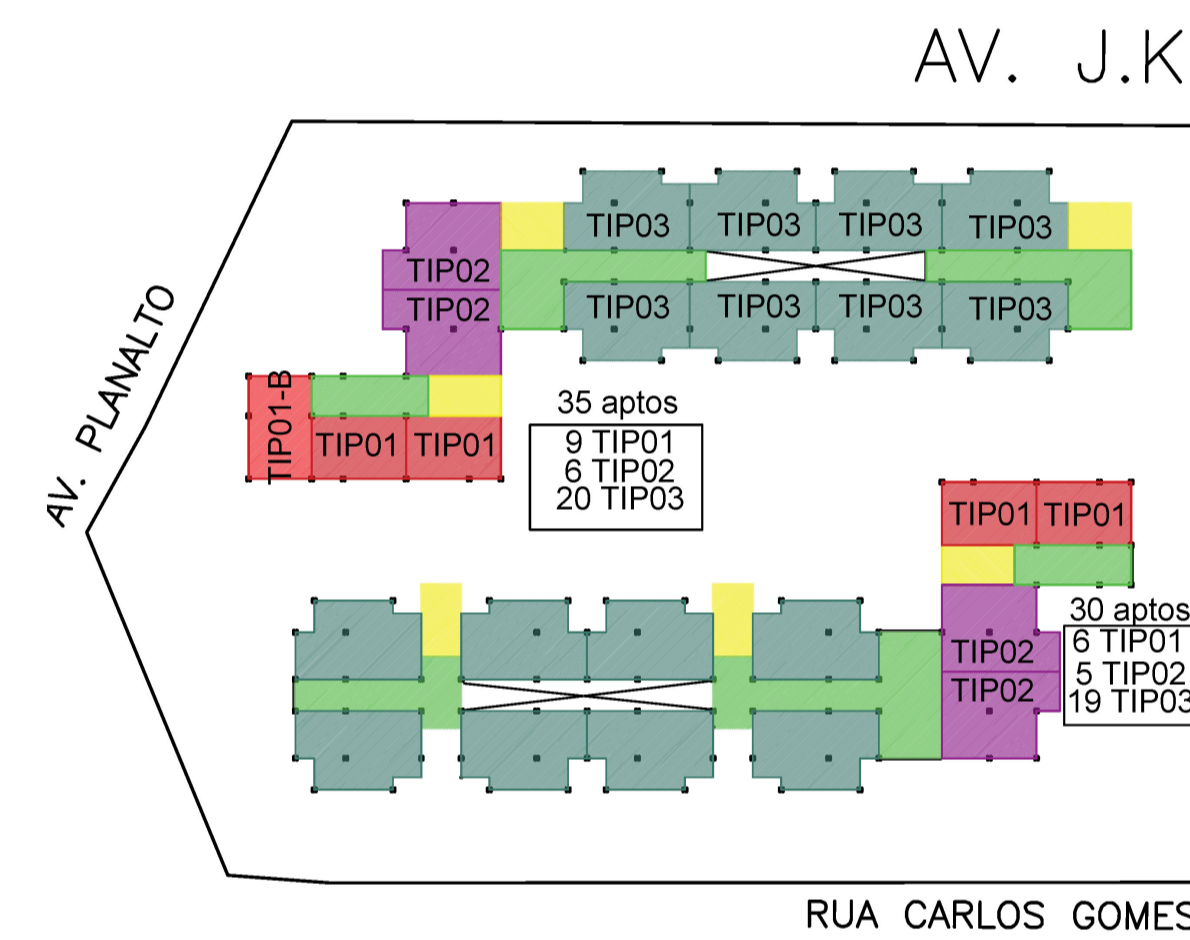 AV. J.K
AV. PLANALTO
TIP03 TIP03 TIP03 TIP03
TIP02
TIP02
TIP03 TIP03 TIP03 TIP03
TIP01-B
TIP01 TIP01
35 aptos
9 TIP01
6 TIP02
20 TIP03
TIP01 TIP01
TIP02
TIP02
30 aptos
6 TIP01
5 TIP02
19 TIP03
RUA CARLOS GOMES